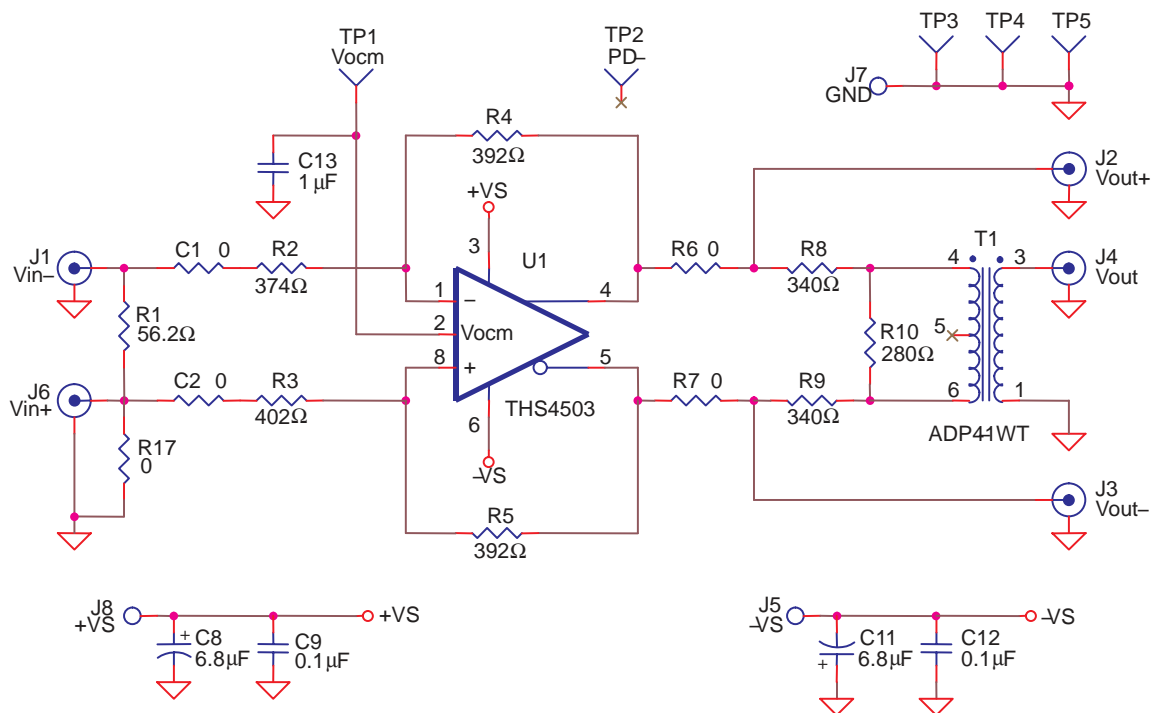 TP1
Vocm
TP2
PD–
TP3
TP4
TP5
J7
GND
R4
392Ω
C13
1 µF
+VS
J2
Vout+
J1
Vin–
C1 0
R2
374Ω
3
U1
R6 0
R8
340Ω
T1
4
3
J4
Vout
1
–
4
R1
56.2Ω
2
Vocm
R10
280Ω
5
8
+
5
J6
Vin+
C2 0
R3
402Ω
THS4503
R7 0
R9
340Ω
6
1
6
ADP4-1WT
R17
0
–VS
J3
Vout–
R5
392Ω
J8
+VS
+VS
+
C8
6.8µF
C9
0.1µF
J5
–VS
–VS
+
C11
6.8µF
C12
0.1µF